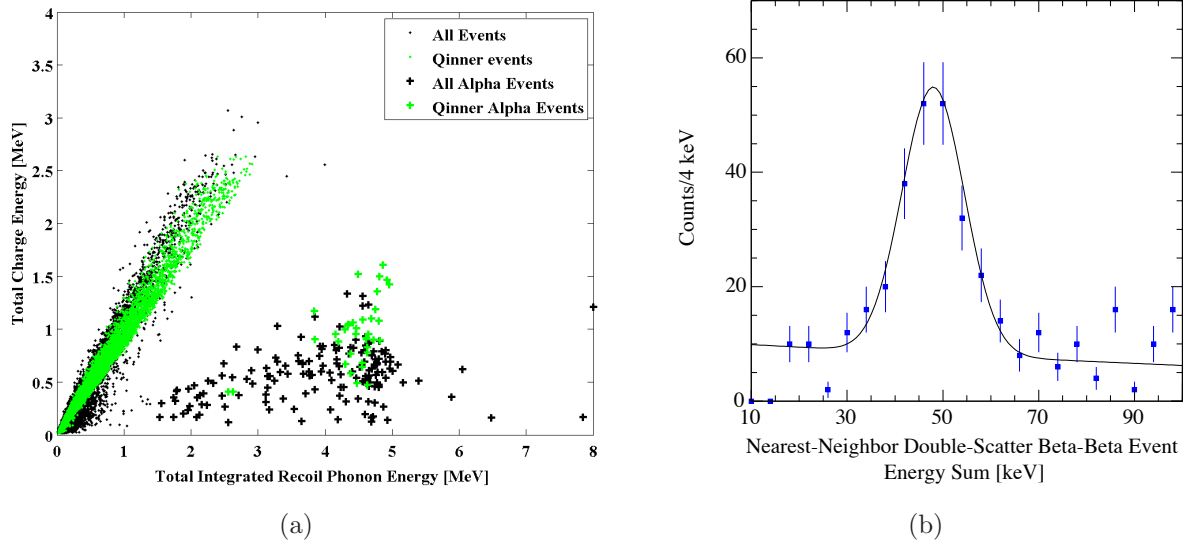 4
3.5
3
2.5
2
1.5
1
0.5
0
0 1 2 3 4 5 6 7 8
Total Charge Energy [MeV]
Total Integrated Recoil Phonon Energy [MeV]
All Events
Qinner events
All Alpha Events
Qinner Alpha Events
(a)
60
40
20
0
10 30 50 70 90
Counts/4 keV
Nearest-Neighbor Double-Scatter Beta-Beta Event
Energy Sum [keV]
(b)